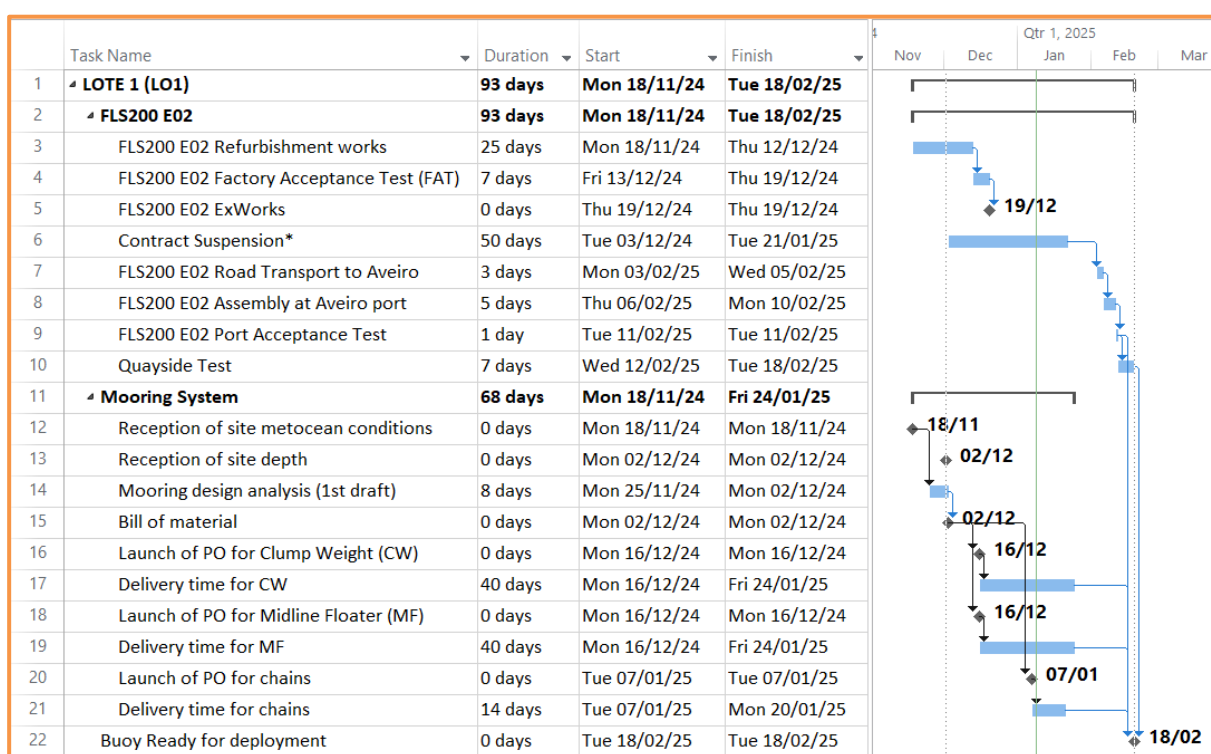 4 Qtr 1, 2025
Task Name Duration Start Finish Nov Dec Jan Feb Mar
1 LOTE 1 (LO1) 93 days Mon 18/11/24 Tue 18/02/25
2 FLS200 E02 93 days Mon 18/11/24 Tue 18/02/25
3 FLS200 E02 Refurbishment works 25 days Mon 18/11/24 Thu 12/12/24
4 FLS200 E02 Factory Acceptance Test (FAT) 7 days Fri 13/12/24 Thu 19/12/24
5 FLS200 E02 ExWorks 0 days Thu 19/12/24 Thu 19/12/24 19/12
6 Contract Suspension* 50 days Tue 03/12/24 Tue 21/01/25
7 FLS200 E02 Road Transport to Aveiro 3 days Mon 03/02/25 Wed 05/02/25
8 FLS200 E02 Assembly at Aveiro port 5 days Thu 06/02/25 Mon 10/02/25
9 FLS200 E02 Port Acceptance Test 1 day Tue 11/02/25 Tue 11/02/25
10 Quayside Test 7 days Wed 12/02/25 Tue 18/02/25
11 Mooring System 68 days Mon 18/11/24 Fri 24/01/25
12 Reception of site metocean conditions 0 days Mon 18/11/24 Mon 18/11/24 18/11
13 Reception of site depth 0 days Mon 02/12/24 Mon 02/12/24 02/12
14 Mooring design analysis (1st draft) 8 days Mon 25/11/24 Mon 02/12/24
15 Bill of material 0 days Mon 02/12/24 Mon 02/12/24 02/12
16 Launch of PO for Clump Weight (CW) 0 days Mon 16/12/24 Mon 16/12/24 16/12
17 Delivery time for CW 40 days Mon 16/12/24 Fri 24/01/25
18 Launch of PO for Midline Floater (MF) 0 days Mon 16/12/24 Mon 16/12/24 16/12
19 Delivery time for MF 40 days Mon 16/12/24 Fri 24/01/25
20 Launch of PO for chains 0 days Tue 07/01/25 Tue 07/01/25 07/01
21 Delivery time for chains 14 days Tue 07/01/25 Mon 20/01/25
22 Buoy Ready for deployment 0 days Tue 18/02/25 Tue 18/02/25 18/02